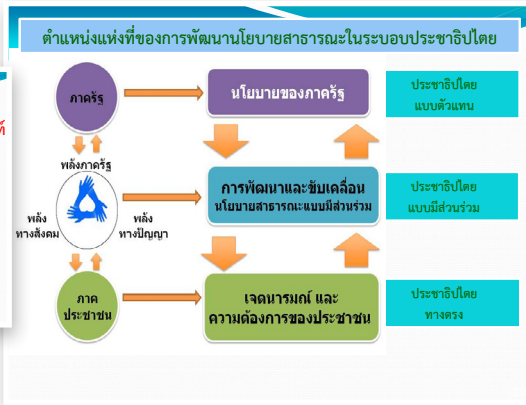 ตำแหน่งแห่งที่ของการพัฒนานโยบายสาธารณะในระบอบประชาธิปไตย
ภาครัฐ
นโยบายของภาครัฐ
ประชาธิปไตย
แบบตัวแทน
พลังภาครัฐ
พลัง
ทางสังคม
พลัง
ทางปัญญา
การพัฒนาและขับเคลื่อน
นโยบายสาธารณะแบบมีส่วนร่วม
ประชาธิปไตย
แบบมีส่วนร่วม
ภาค
ประชาชน
เจตนารมณ์ และ
ความต้องการของประชาชน
ประชาธิปไตย
ทางตรง